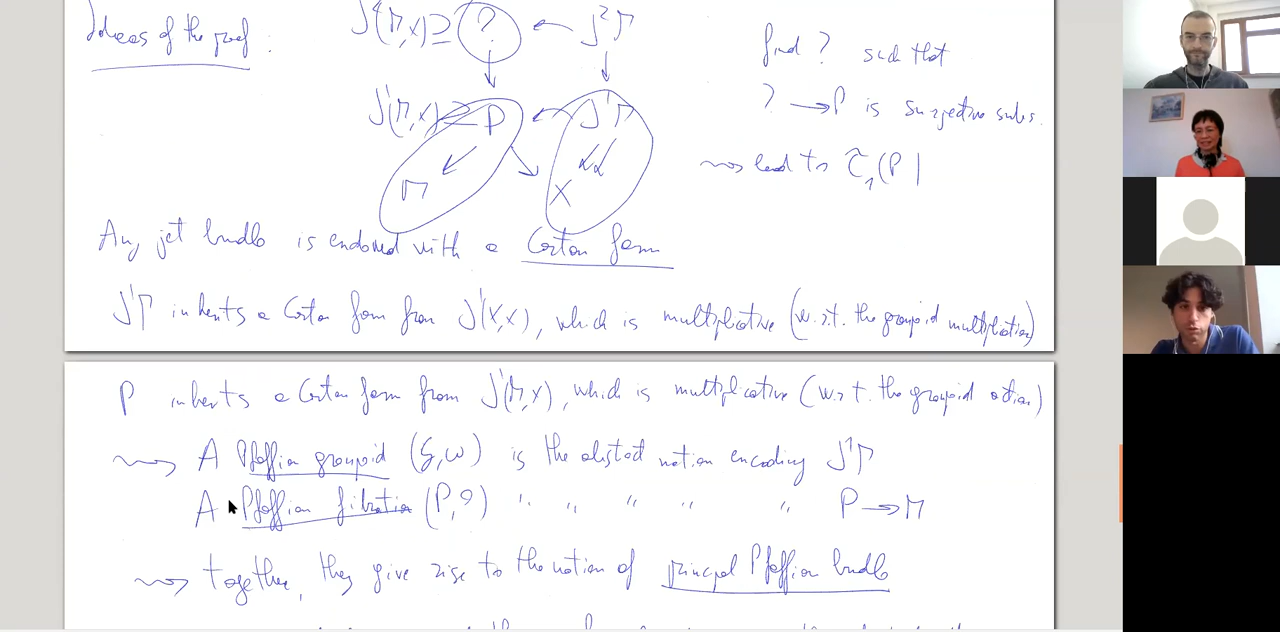 Ideas of the proof :
J²(M,X) ⊇ ? ← J²Γ
find ? such that
J¹(M,X) ⊇ P ← J¹Γ
? → P is surjective subs.
M X
⇝ lead to C̃₁(P)
Any jet bundle is endowed with a Cartan form
J¹Γ inherits a Cartan form from J¹(X,X), which is multiplicative (w.r.t. the groupoid multiplication)
P inherits a Cartan form from J¹(M,X), which is multiplicative (w.r.t. the groupoid action)
⇝ A Pfaffian groupoid (G,ω) is the abstract notion encoding J¹Γ
A Pfaffian fibration (P,θ) " " " " " P → M
⇝ together, they give rise to the notion of principal Pfaffian bundle